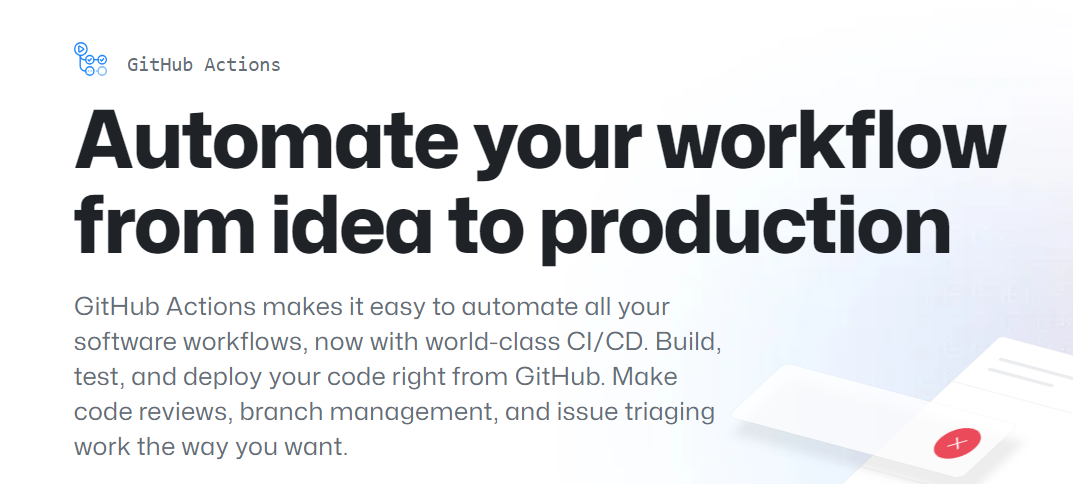 GitHub Actions
Automate your workflow
from idea to production
GitHub Actions makes it easy to automate all your
software workflows, now with world-class CI/CD. Build,
test, and deploy your code right from GitHub. Make
code reviews, branch management, and issue triaging
work the way you want.